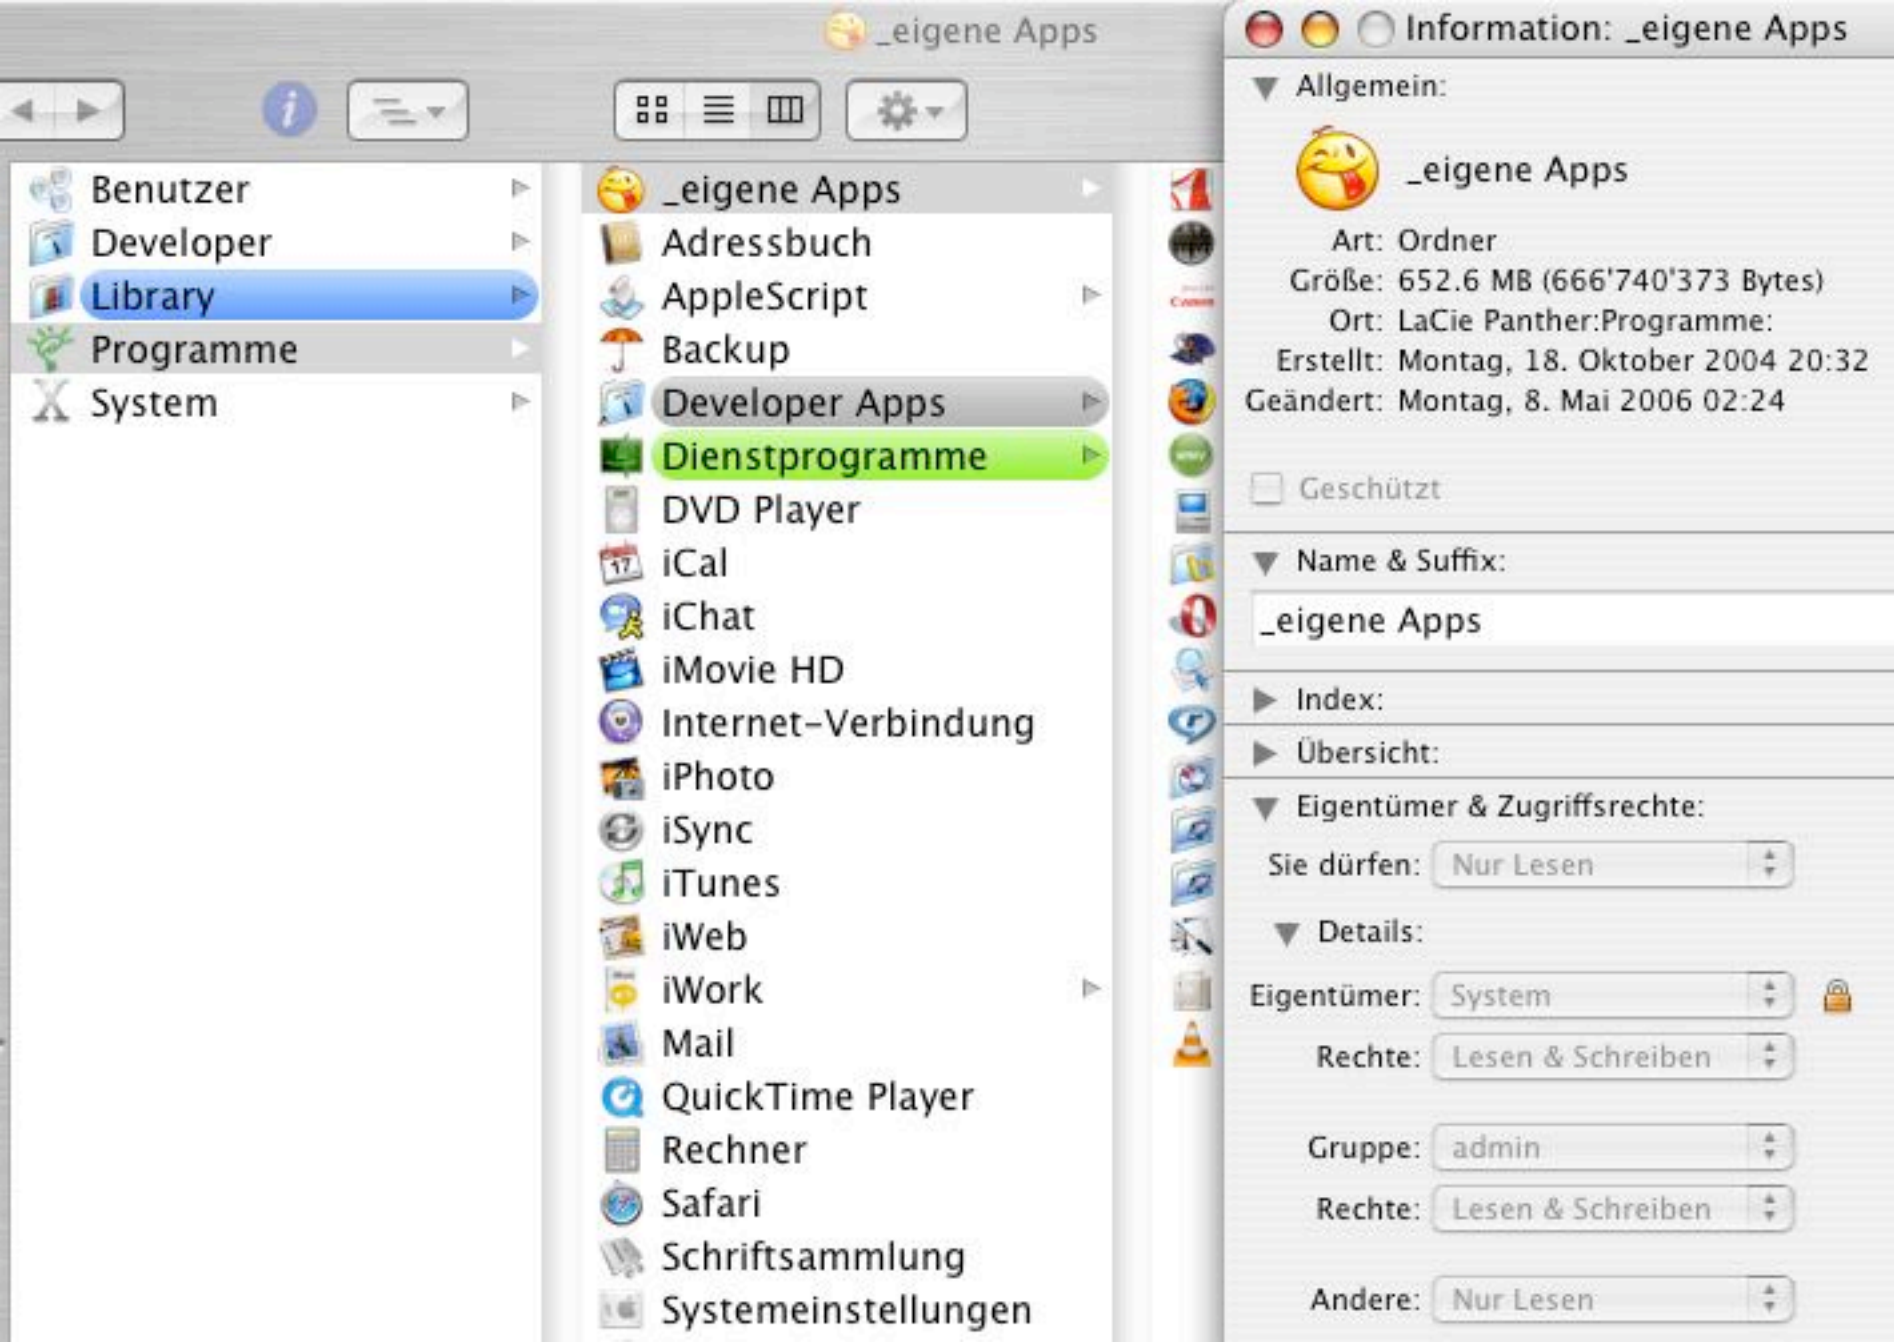 _eigene Apps
Benutzer
Developer
Library
Programme
System
_eigene Apps
Adressbuch
AppleScript
Backup
Developer Apps
Dienstprogramme
DVD Player
iCal
iChat
iMovie HD
Internet-Verbindung
iPhoto
iSync
iTunes
iWeb
iWork
Mail
QuickTime Player
Rechner
Safari
Schriftsammlung
Systemeinstellungen
Information: _eigene Apps
Allgemein:
_eigene Apps
Art: Ordner
Größe: 652.6 MB (666'740'373 Bytes)
Ort: LaCie Panther:Programme:
Erstellt: Montag, 18. Oktober 2004 20:32
Geändert: Montag, 8. Mai 2006 02:24
Geschützt
Name & Suffix:
_eigene Apps
Index:
Übersicht:
Eigentümer & Zugriffsrechte:
Sie dürfen: Nur Lesen
Details:
Eigentümer: System
Rechte: Lesen & Schreiben
Gruppe: admin
Rechte: Lesen & Schreiben
Andere: Nur Lesen